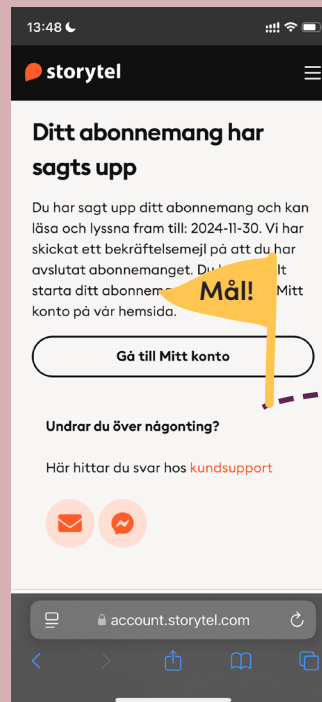 13:48
storytel
Ditt abonnemang har
sagts upp
Du har sagt upp ditt abonnemang och kan
läsa och lyssna fram till: 2024-11-30. Vi har
skickat ett bekräftelsemejl på att du har
avslutat abonnemanget. Du
starta ditt Mitt
konto på vår hemsida.
Mål!
Gå till Mitt konto
Undrar du över någonting?
Här hittar du svar hos kundsupport
account.storytel.com